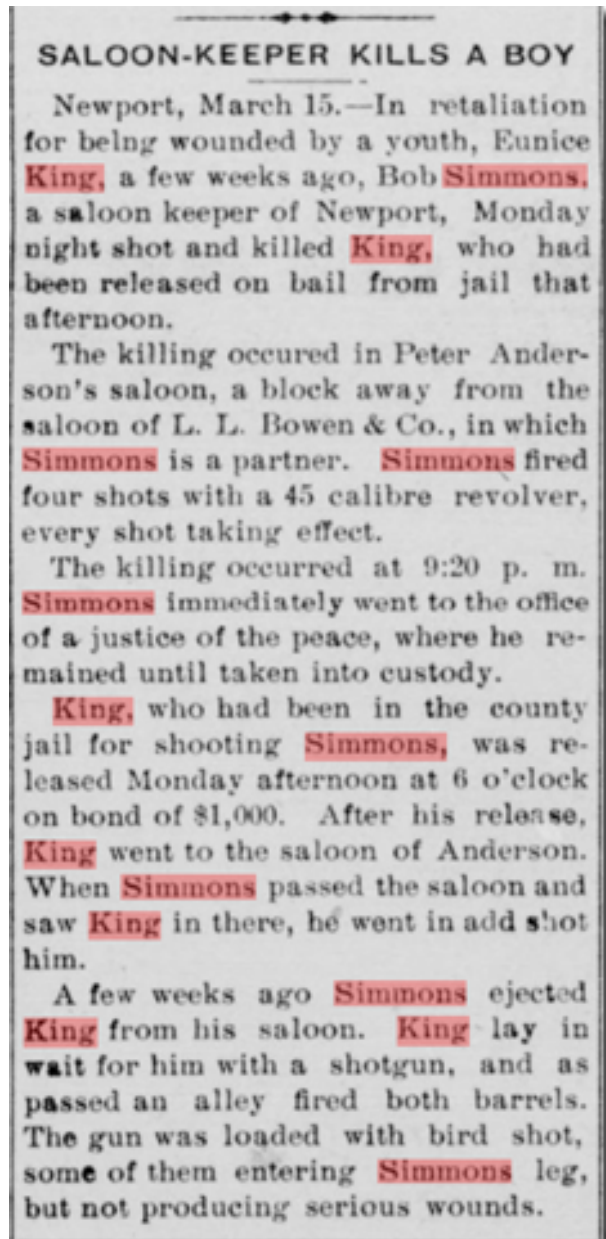 SALOON-KEEPER KILLS A BOY
Newport, March 15.—In retaliation
for being wounded by a youth, Eunice
King, a few weeks ago, Bob Simmons,
a saloon keeper of Newport, Monday
night shot and killed King, who had
been released on bail from jail that
afternoon.
The killing occured in Peter Ander-
son's saloon, a block away from the
saloon of L. L. Bowen & Co., in which
Simmons is a partner. Simmons fired
four shots with a 45 calibre revolver,
every shot taking effect.
The killing occurred at 9:20 p. m.
Simmons immediately went to the office
of a justice of the peace, where he re-
mained until taken into custody.
King, who had been in the county
jail for shooting Simmons, was re-
leased Monday afternoon at 6 o'clock
on bond of $1,000. After his release,
King went to the saloon of Anderson.
When Simmons passed the saloon and
saw King in there, he went in add shot
him.
A few weeks ago Simmons ejected
King from his saloon. King lay in
wait for him with a shotgun, and as
passed an alley fired both barrels.
The gun was loaded with bird shot,
some of them entering Simmons leg,
but not producing serious wounds.